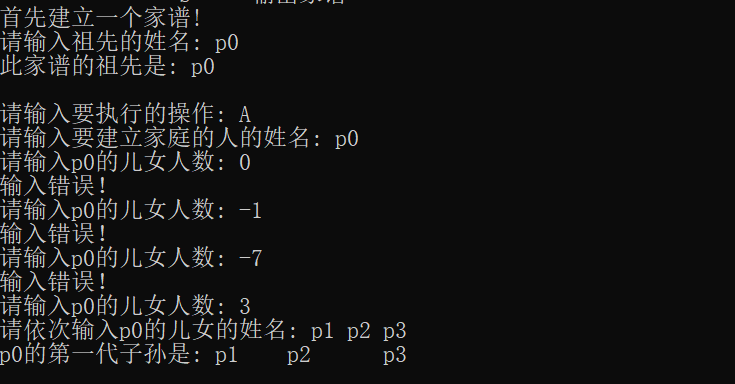 首先建立一个家谱!
请输入祖先的姓名: p0
此家谱的祖先是: p0
请输入要执行的操作: A
请输入要建立家庭的人的姓名: p0
请输入p0的儿女人数: 0
输入错误!
请输入p0的儿女人数: -1
输入错误!
请输入p0的儿女人数: -7
输入错误!
请输入p0的儿女人数: 3
请依次输入p0的儿女的姓名: p1 p2 p3
p0的第一代子孙是: p1    p2      p3